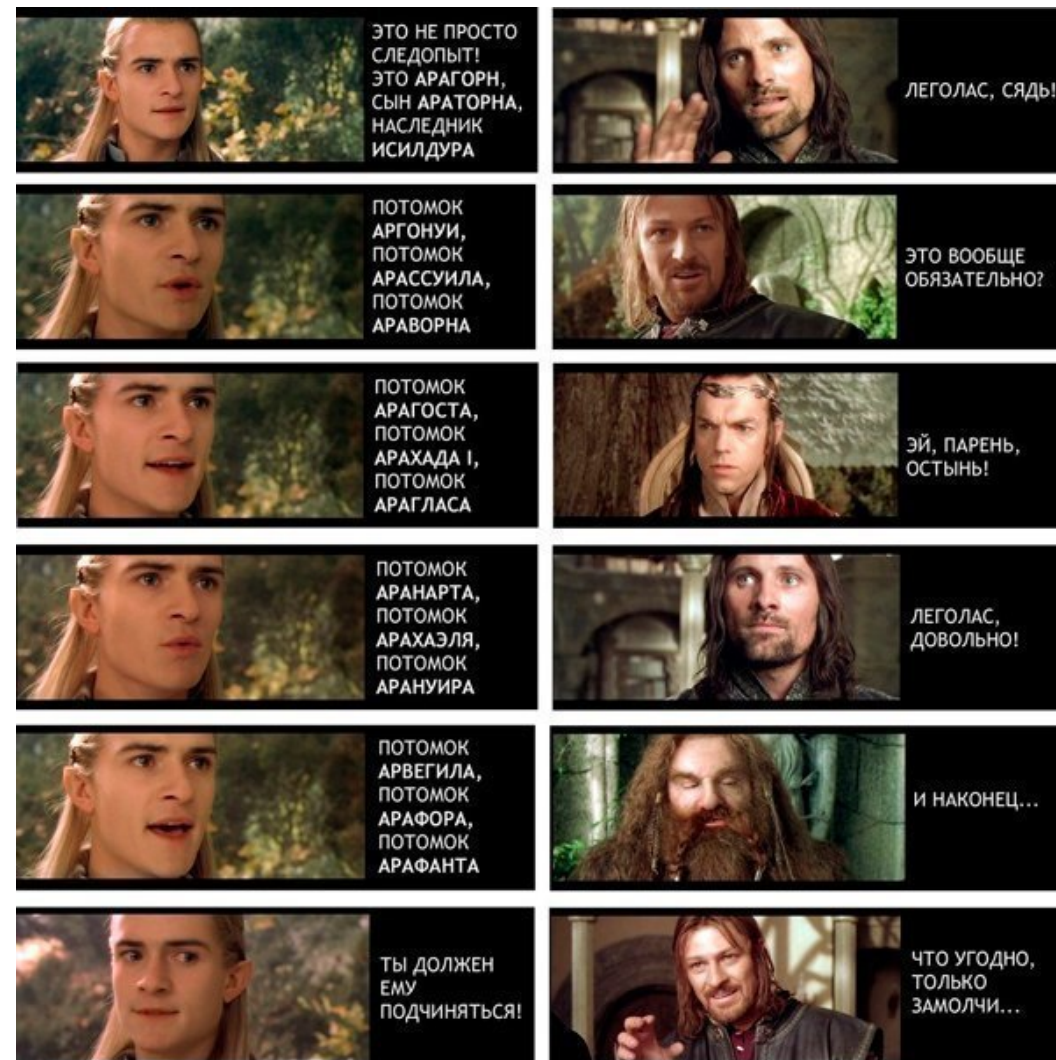 ЭТО НЕ ПРОСТО
СЛЕДОПЫТ!
ЭТО АРАГОРН,
СЫН АРАТОРНА,
НАСЛЕДНИК
ИСИЛДУРА
ЛЕГОЛАС, СЯДЬ!
ПОТОМОК
АРГОНУИ,
ПОТОМОК
АРАССУИЛА,
ПОТОМОК
АРАВОРНА
ЭТО ВООБЩЕ
ОБЯЗАТЕЛЬНО?
ПОТОМОК
АРАГОСТА,
ПОТОМОК
АРАХАДА I,
ПОТОМОК
АРАГЛАСА
ЭЙ, ПАРЕНЬ,
ОСТЫНЬ!
ПОТОМОК
АРАНАРТА,
ПОТОМОК
АРАХАЭЛЯ,
ПОТОМОК
АРАНУИРА
ЛЕГОЛАС,
ДОВОЛЬНО!
ПОТОМОК
АРВЕГИЛА,
ПОТОМОК
АРАФОРА,
ПОТОМОК
АРАФАНТА
И НАКОНЕЦ...
ТЫ ДОЛЖЕН
ЕМУ
ПОДЧИНЯТЬСЯ!
ЧТО УГОДНО,
ТОЛЬКО
ЗАМОЛЧИ...